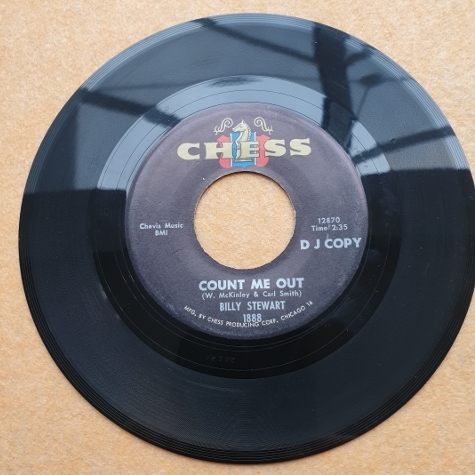 CHESS
Chevis Music
BMI
12870
Time 2:35
D J COPY
COUNT ME OUT
(W. McKinley & Carl Smith)
BILLY STEWART
1888
MFG. BY CHESS PRODUCING CORP. CHICAGO 16